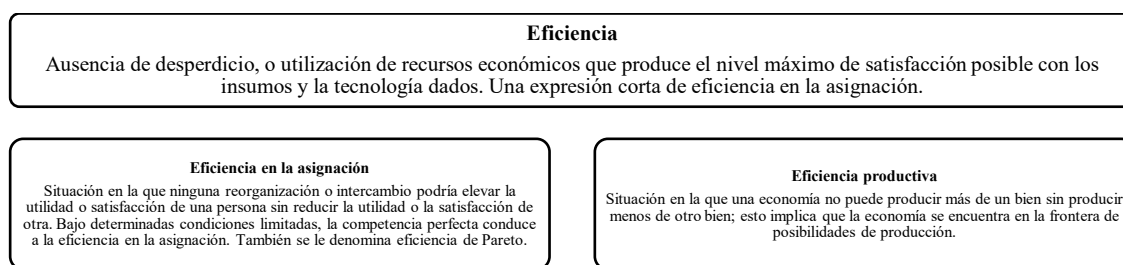 Eficiencia
Ausencia de desperdicio, o utilización de recursos económicos que produce el nivel máximo de satisfacción posible con los
insumos y la tecnología dados. Una expresión corta de eficiencia en la asignación.
Eficiencia en la asignación
Situación en la que ninguna reorganización o intercambio podría elevar la
utilidad o satisfacción de una persona sin reducir la utilidad o la satisfacción de
otra. Bajo determinadas condiciones limitadas, la competencia perfecta conduce
a la eficiencia en la asignación. También se le denomina eficiencia de Pareto.
Eficiencia productiva
Situación en la que una economía no puede producir más de un bien sin producir
menos de otro bien; esto implica que la economía se encuentra en la frontera de
posibilidades de producción.